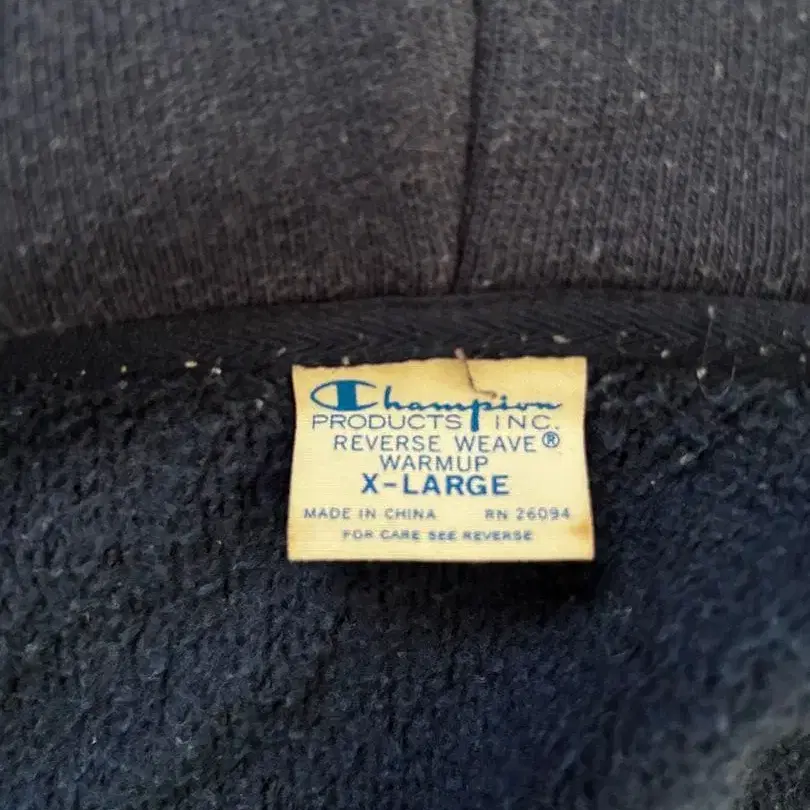 Champion
PRODUCTS INC.
REVERSE WEAVE®
WARMUP
X-LARGE
MADE IN CHINA RN 26094
FOR CARE SEE REVERSE